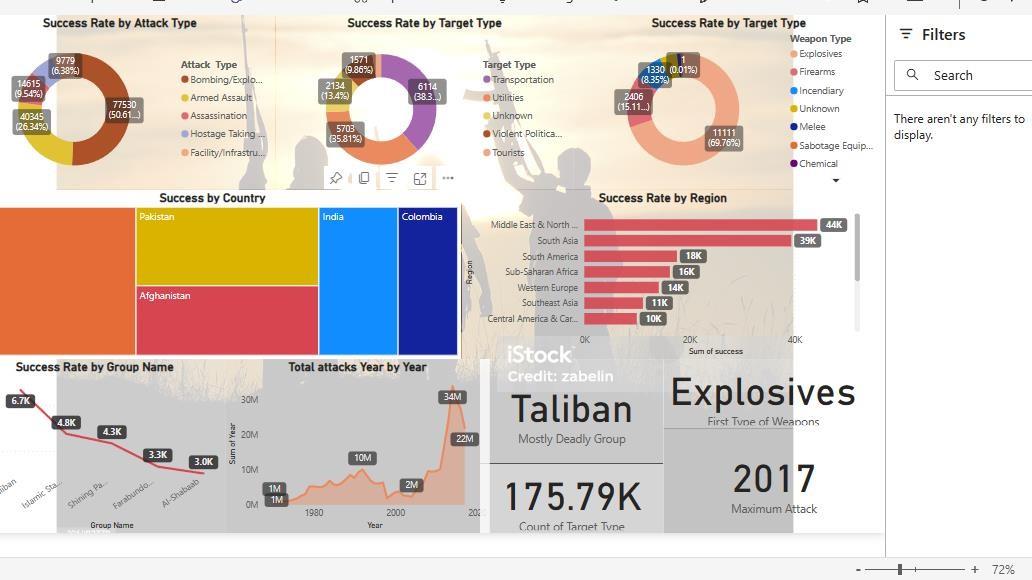 Success Rate by Attack Type
9779
(6.38%)
14615
(9.54%)
40345
(26.34%)
77530
(50.61...)
Attack Type
Bombing/Explo...
Armed Assault
Assassination
Hostage Taking ...
Facility/Infrastru...
Success Rate by Target Type
1571
(9.86%)
2134
(13.4%)
5703
(35.81%)
6114
(38.3...)
Target Type
Transportation
Utilities
Unknown
Violent Politica...
Tourists
Success Rate by Target Type
1330
(8.35%)
1
(0.01%)
2406
(15.11...)
11111
(69.76%)
Weapon Type
Explosives
Firearms
Incendiary
Unknown
Melee
Sabotage Equip...
Chemical
Filters
Search
There aren't any filters to
display.
Success by Country
Pakistan
Afghanistan
India
Colombia
Success Rate by Region
Region
Middle East & North ...
44K
South Asia
39K
South America
18K
Sub-Saharan Africa
16K
Western Europe
14K
Southeast Asia
11K
Central America & Car...
10K
0K
20K
40K
Sum of success
iStock
Credit: zabelin
Success Rate by Group Name
6.7K
4.8K
4.3K
3.3K
3.0K
liban
Islamic Sta...
Shining Pa...
Farabundo...
Al-Shabaab
Group Name
Total attacks Year by Year
Sum of Year
30M
20M
10M
0M
1M
1M
10M
2M
34M
22M
1980
2000
202
Year
Taliban
Mostly Deadly Group
Explosives
First Type of Weapons
175.79K
Count of Target Type
2017
Maximum Attack
-
+
72%